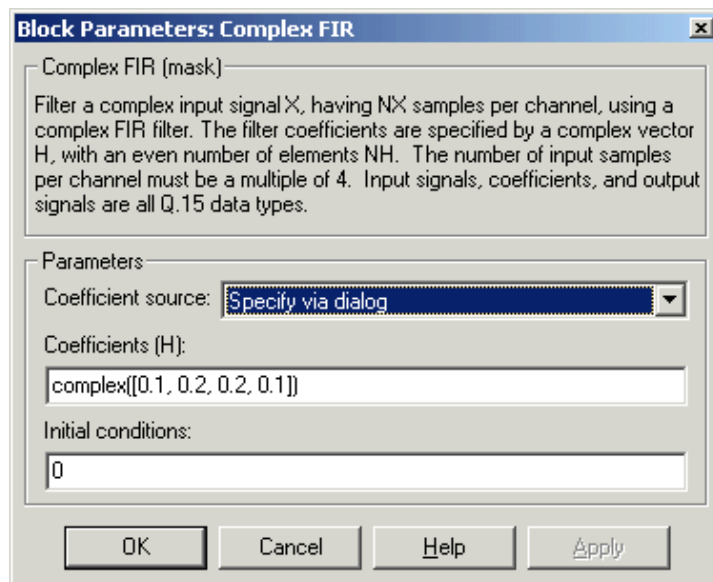 Block Parameters: Complex FIR
Complex FIR (mask)
Filter a complex input signal X, having NX samples per channel, using a
complex FIR filter. The filter coefficients are specified by a complex vector
H, with an even number of elements NH. The number of input samples
per channel must be a multiple of 4. Input signals, coefficients, and output
signals are all Q.15 data types.
Parameters
Coefficient source: Specify via dialog
Coefficients (H):
complex([0.1, 0.2, 0.2, 0.1])
Initial conditions:
0
OK Cancel Help Apply